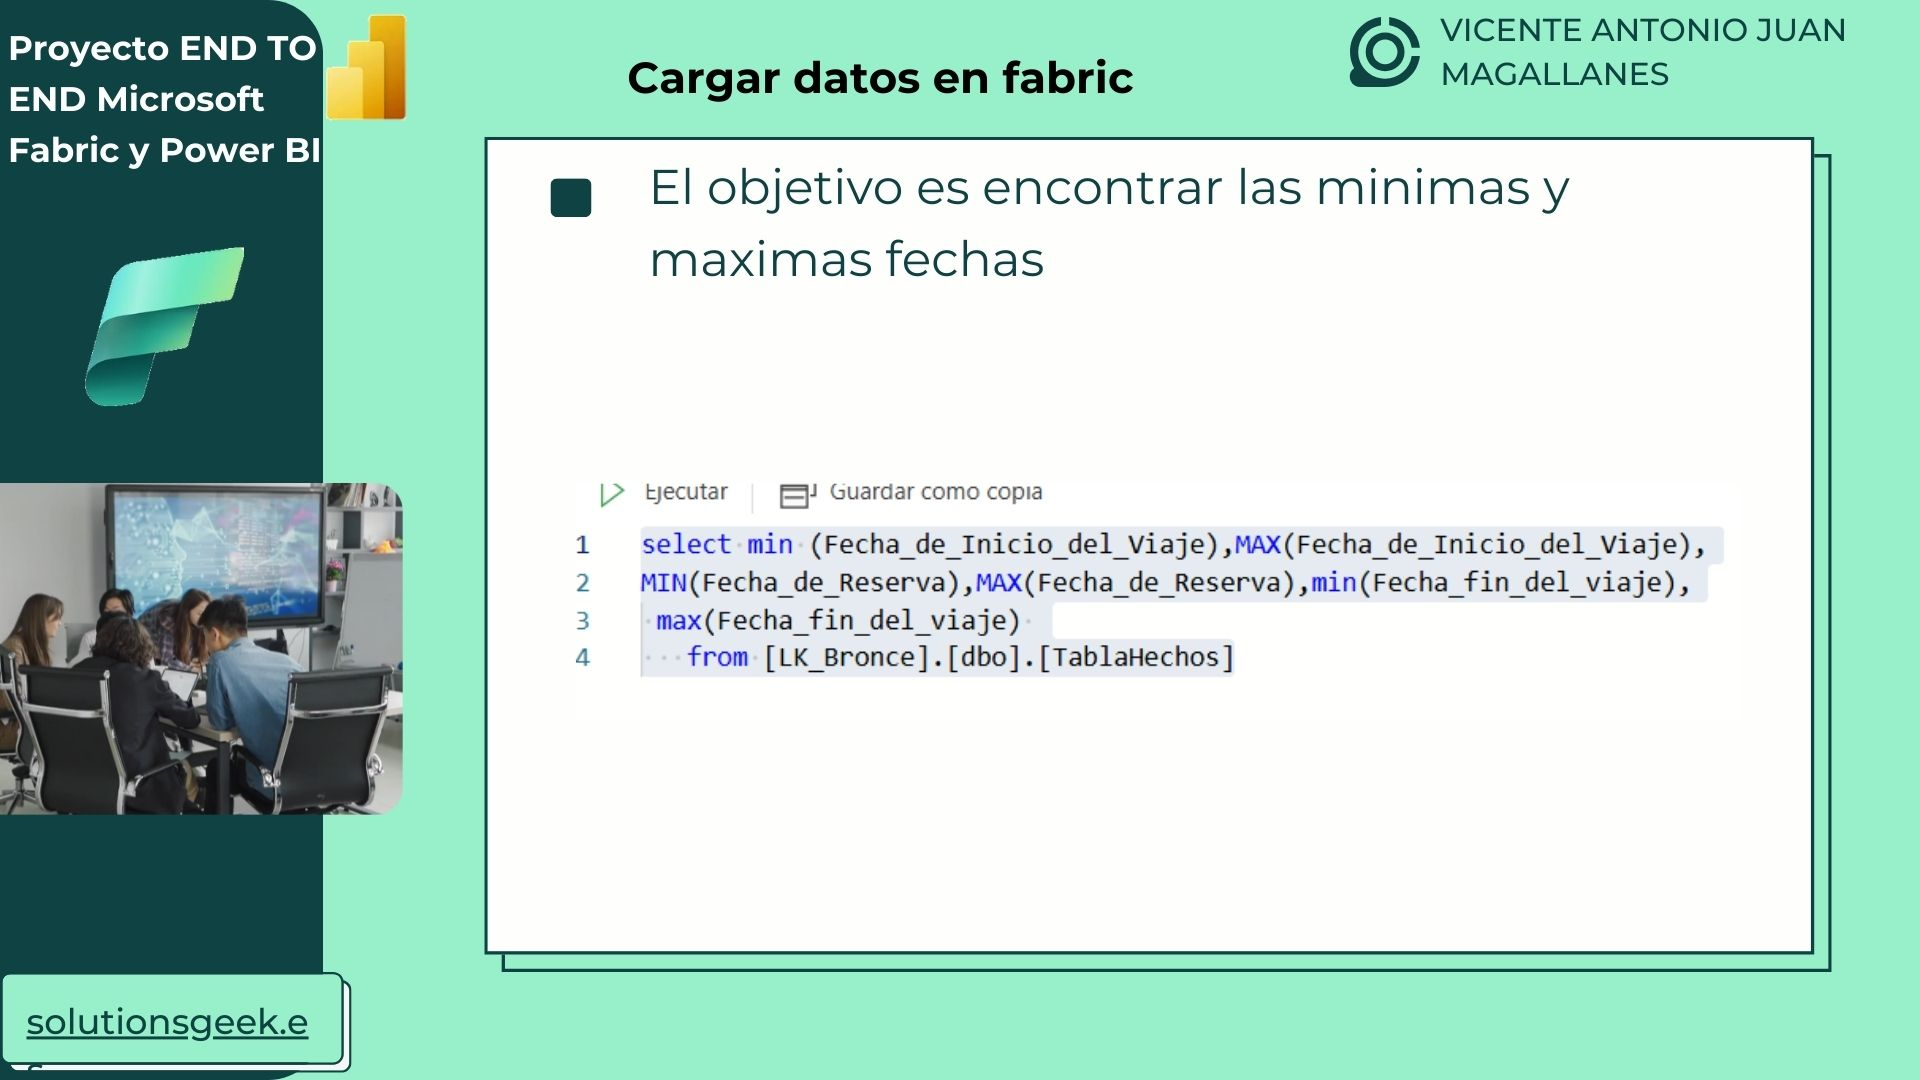 Proyecto END TO
END Microsoft
Fabric y Power BI
Cargar datos en fabric
VICENTE ANTONIO JUAN
MAGALLANES
El objetivo es encontrar las minimas y
maximas fechas
Ejecutar
Guardar como copia
1 select min (Fecha_de_Inicio_del_Viaje),MAX(Fecha_de_Inicio_del_Viaje),
2 MIN(Fecha_de_Reserva),MAX(Fecha_de_Reserva),min(Fecha_fin_del_viaje),
3 max(Fecha_fin_del_viaje)
4 from [LK_Bronce].[dbo].[TablaHechos]
solutionsgeek.e